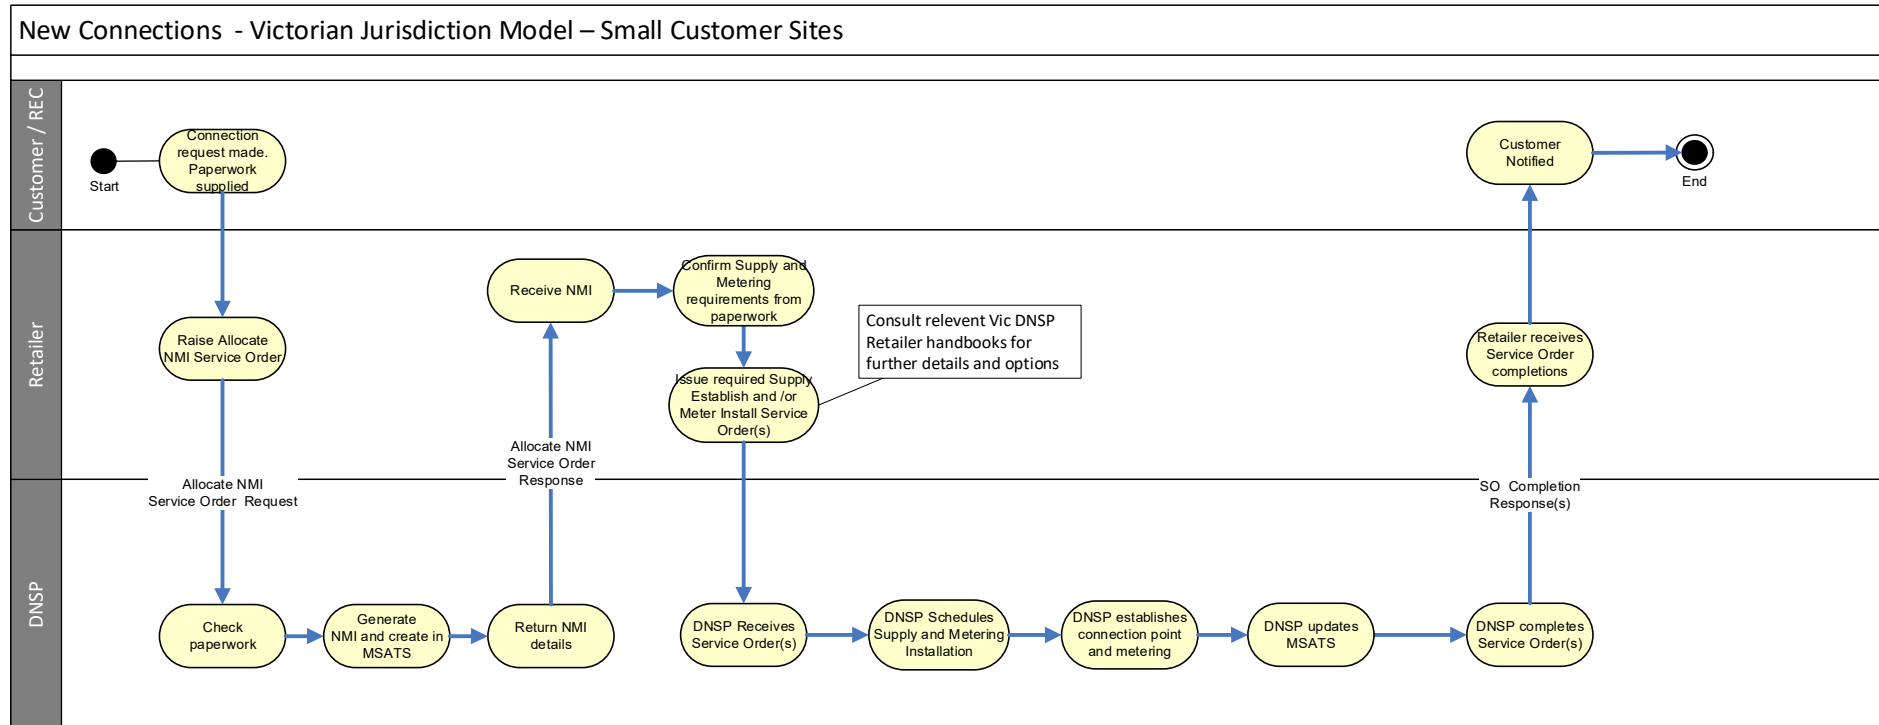 New Connections - Victorian Jurisdiction Model – Small Customer Sites
Customer / REC
Start
Connection
request made.
Paperwork
supplied
Customer
Notified
End
Retailer
Raise Allocate
NMI Service Order
Receive NMI
Confirm Supply and
Metering
requirements from
paperwork
Issue required Supply
Establish and /or
Meter Install Service
Order(s)
Consult relevent Vic DNSP
Retailer handbooks for
further details and options
Retailer receives
Service Order
completions
Allocate NMI
Service Order Request
Allocate NMI
Service Order
Response
SO Completion
Response(s)
DNSP
Check
paperwork
Generate
NMI and create in
MSATS
Return NMI
details
DNSP Receives
Service Order(s)
DNSP Schedules
Supply and Metering
Installation
DNSP establishes
connection point
and metering
DNSP updates
MSATS
DNSP completes
Service Order(s)